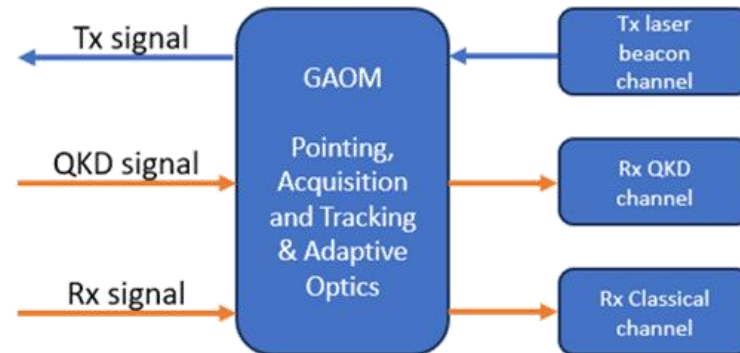 Tx signal
QKD signal
Rx signal
GAOM
Pointing,
Acquisition
and Tracking
& Adaptive
Optics
Tx laser
beacon
channel
Rx QKD
channel
Rx Classical
channel